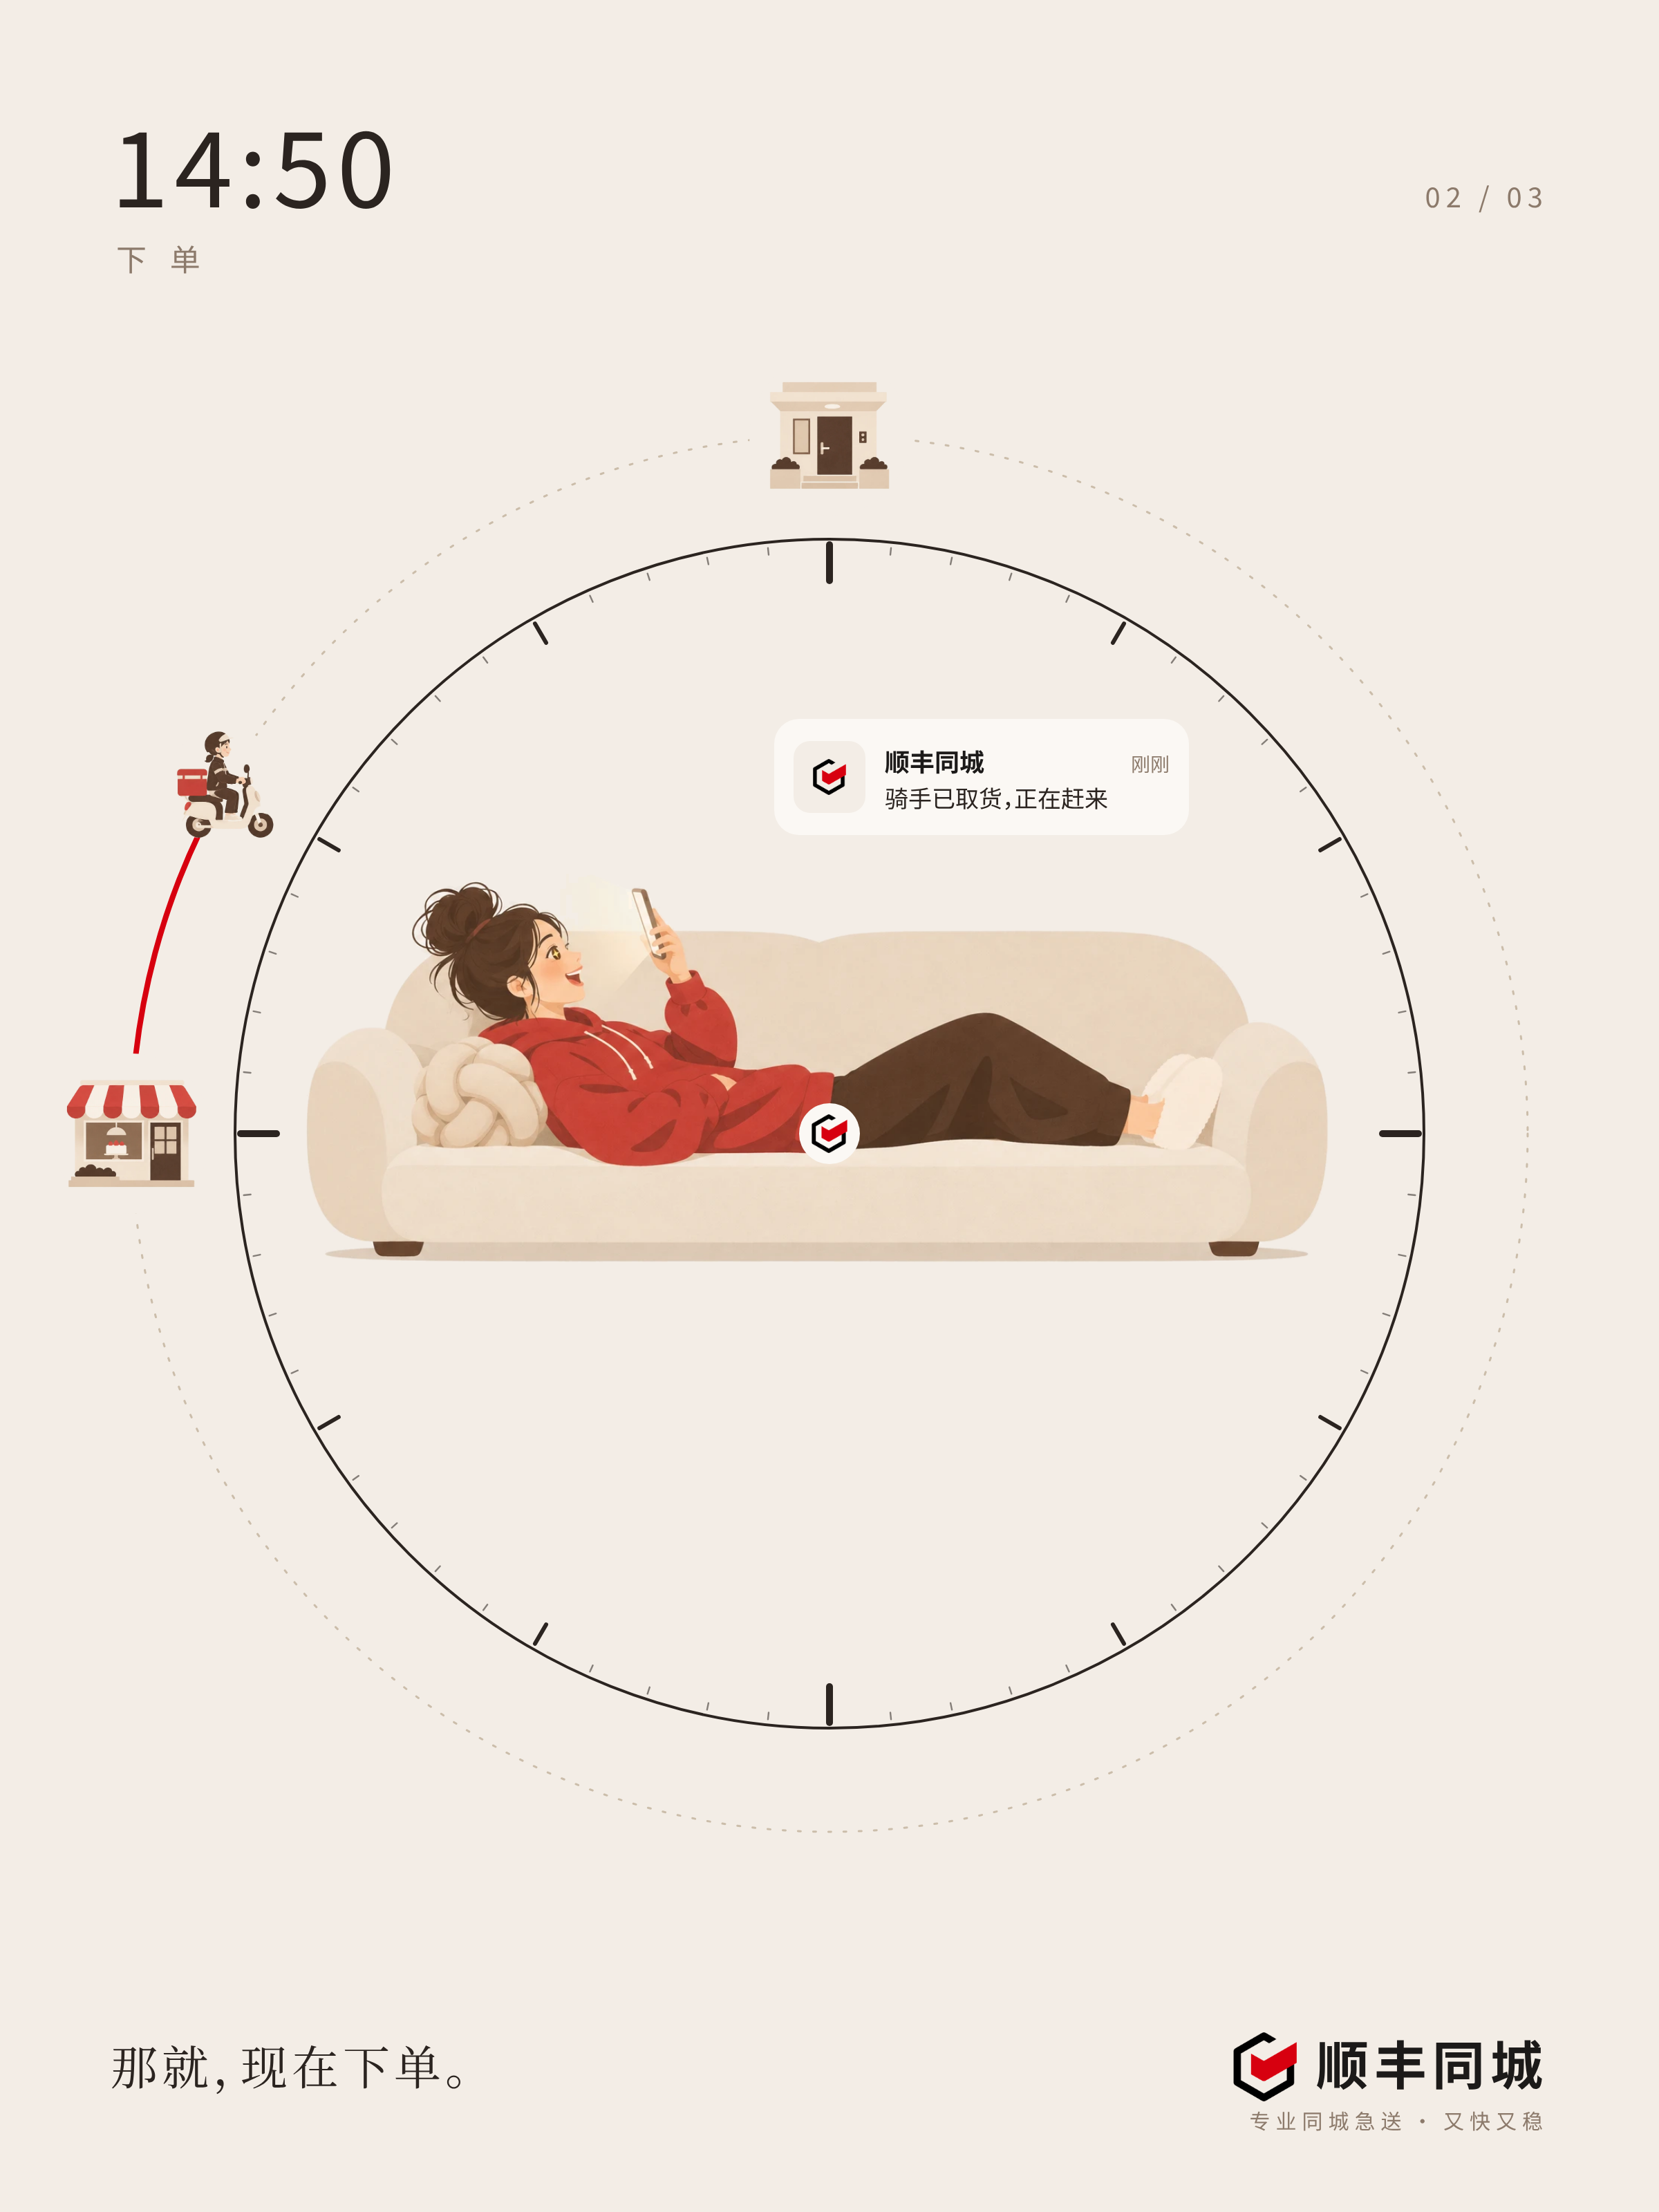 14:50
02 / 03
下单
顺丰同城
刚刚
骑手已取货,正在赶来
那就,现在下单。
顺丰同城
专业同城急送 · 又快又稳